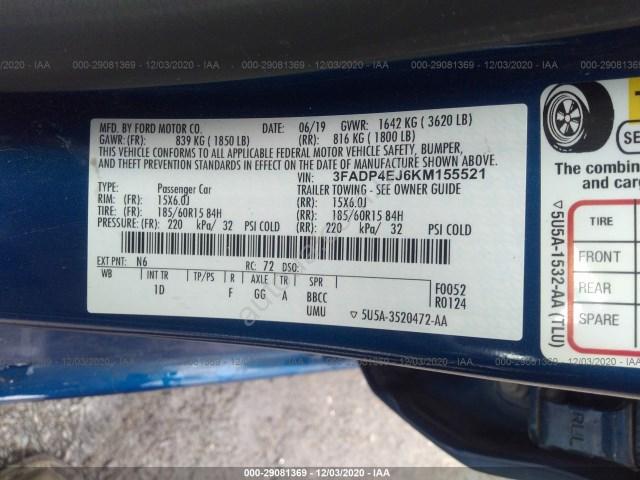 000-29081369 - 12/03/2020 - IAA
MFD. BY FORD MOTOR CO. DATE: 06/19 GVWR: 1642 KG ( 3620 LB)
GAWR: (FR): 839 KG ( 1850 LB) (RR): 816 KG ( 1800 LB)
THIS VEHICLE CONFORMS TO ALL APPLICABLE FEDERAL MOTOR VEHICLE SAFETY, BUMPER,
AND THEFT PREVENTION STANDARDS IN EFFECT ON THE DATE OF MANUFACTURE SHOWN ABOVE.
VIN: 3FADP4EJ6KM155521
TYPE: Passenger Car TRAILER TOWING - SEE OWNER GUIDE
RIM: (FR) 15X6.0J (RR): 15X6.0J
TIRE: (FR) 185/60R15 84H (RR): 185/60R15 84H
PRESSURE: (FR) 220 kPa/ 32 PSI COLD (RR): 220 kPa/ 32 PSI COLD
EXT PNT: N6 RC: 72 DSO:
WB INT TR TP/PS R AXLE TR SPR F0052
1D F GG A BBCC R0124
UMU ▽ 5U5A-3520472-AA
The combin
and carg
TIRE
FRONT
REAR
SPARE
▽5U5A-1532-AA (TLU)
000-29081369 - 12/03/2020 - IAA